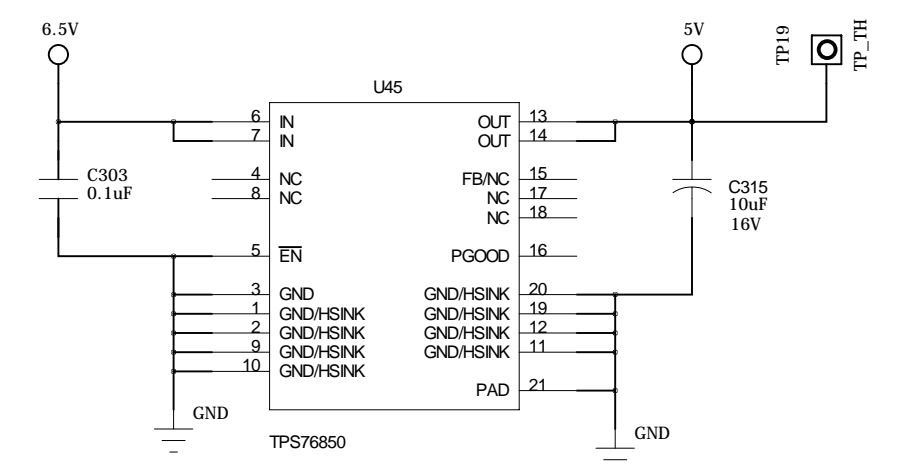 6.5V
5V
TP19
TP_TH
U45
6 IN
7 IN
4 NC
8 NC
5 EN
3 GND
1 GND/HSINK
2 GND/HSINK
9 GND/HSINK
10 GND/HSINK
OUT 13
OUT 14
FB/NC 15
NC 17
NC 18
PGOOD 16
GND/HSINK 20
GND/HSINK 19
GND/HSINK 12
GND/HSINK 11
PAD 21
C303
0.1uF
C315
10uF
16V
GND
GND
TPS76850